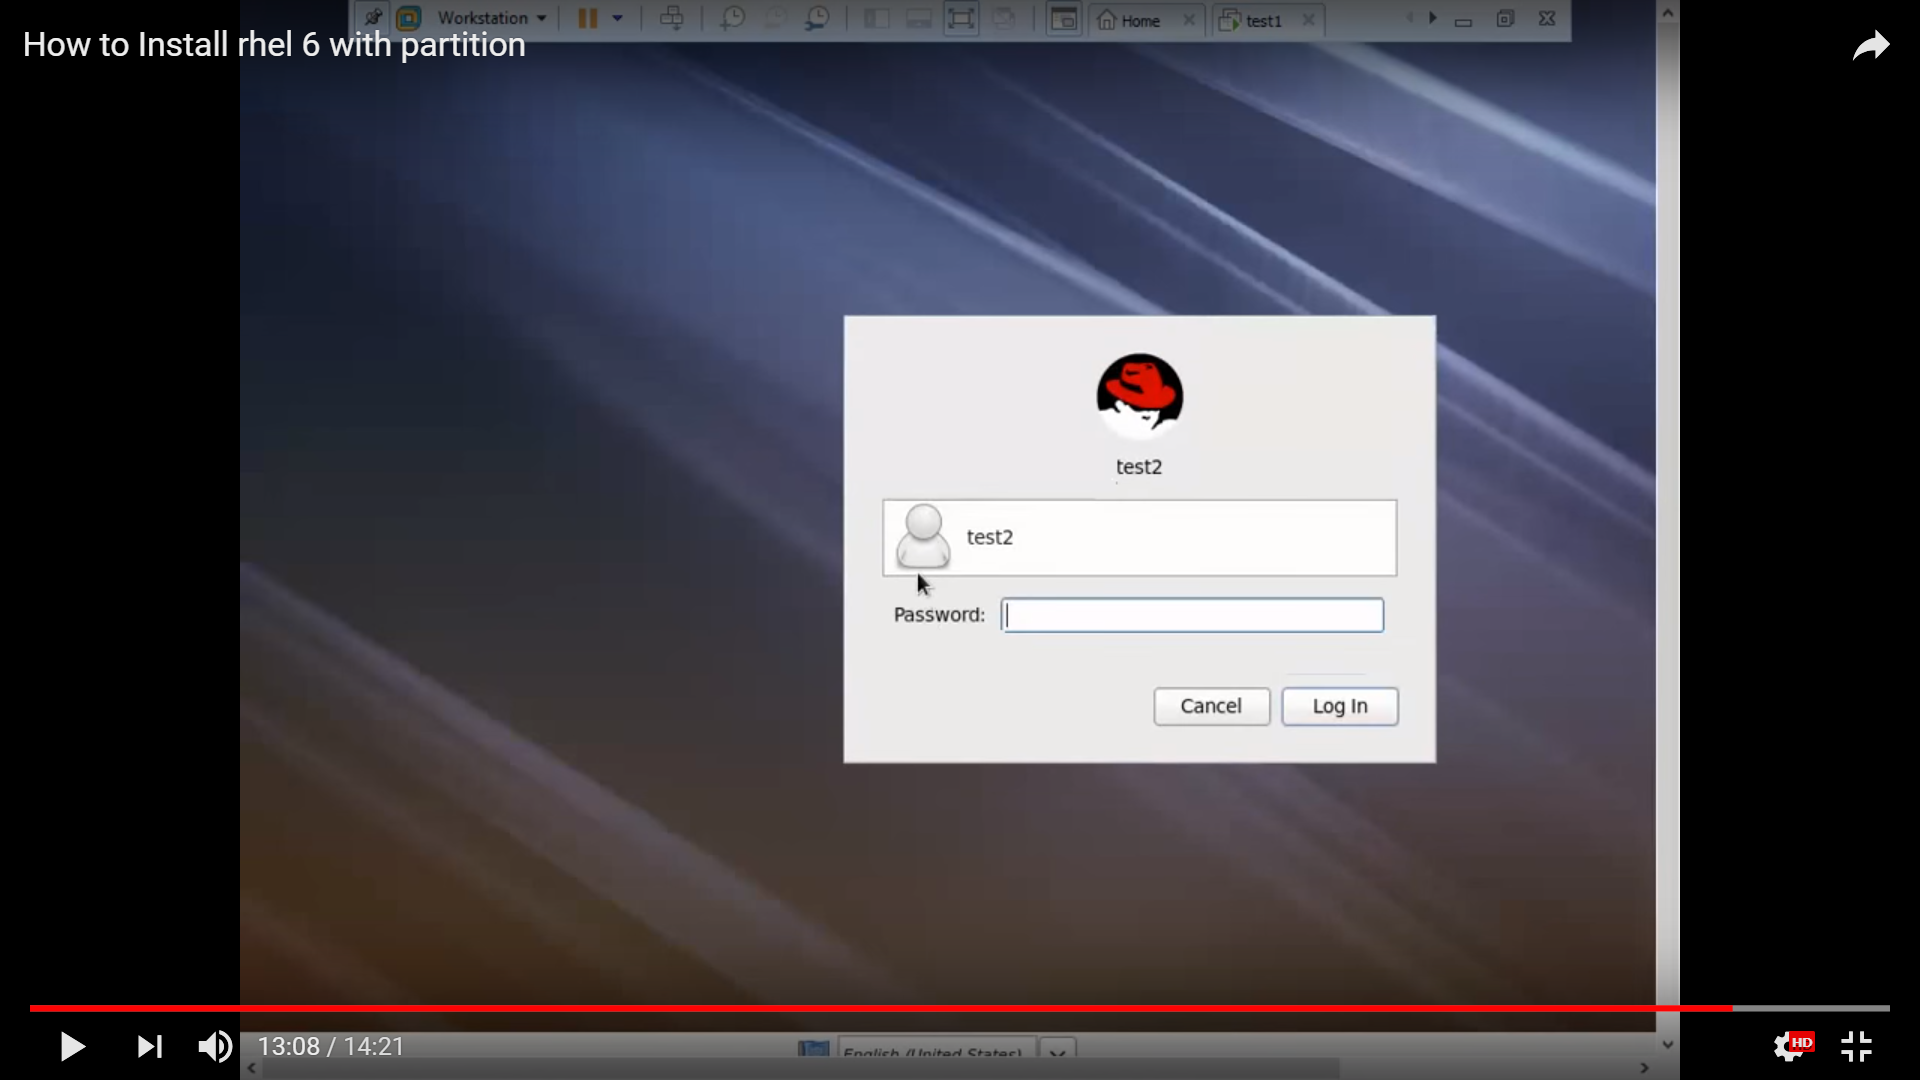 Workstation
Home
test1
How to Install rhel 6 with partition
test2
test2
Password:
Cancel
Log In
13:08 / 14:21
English (United States)
HD